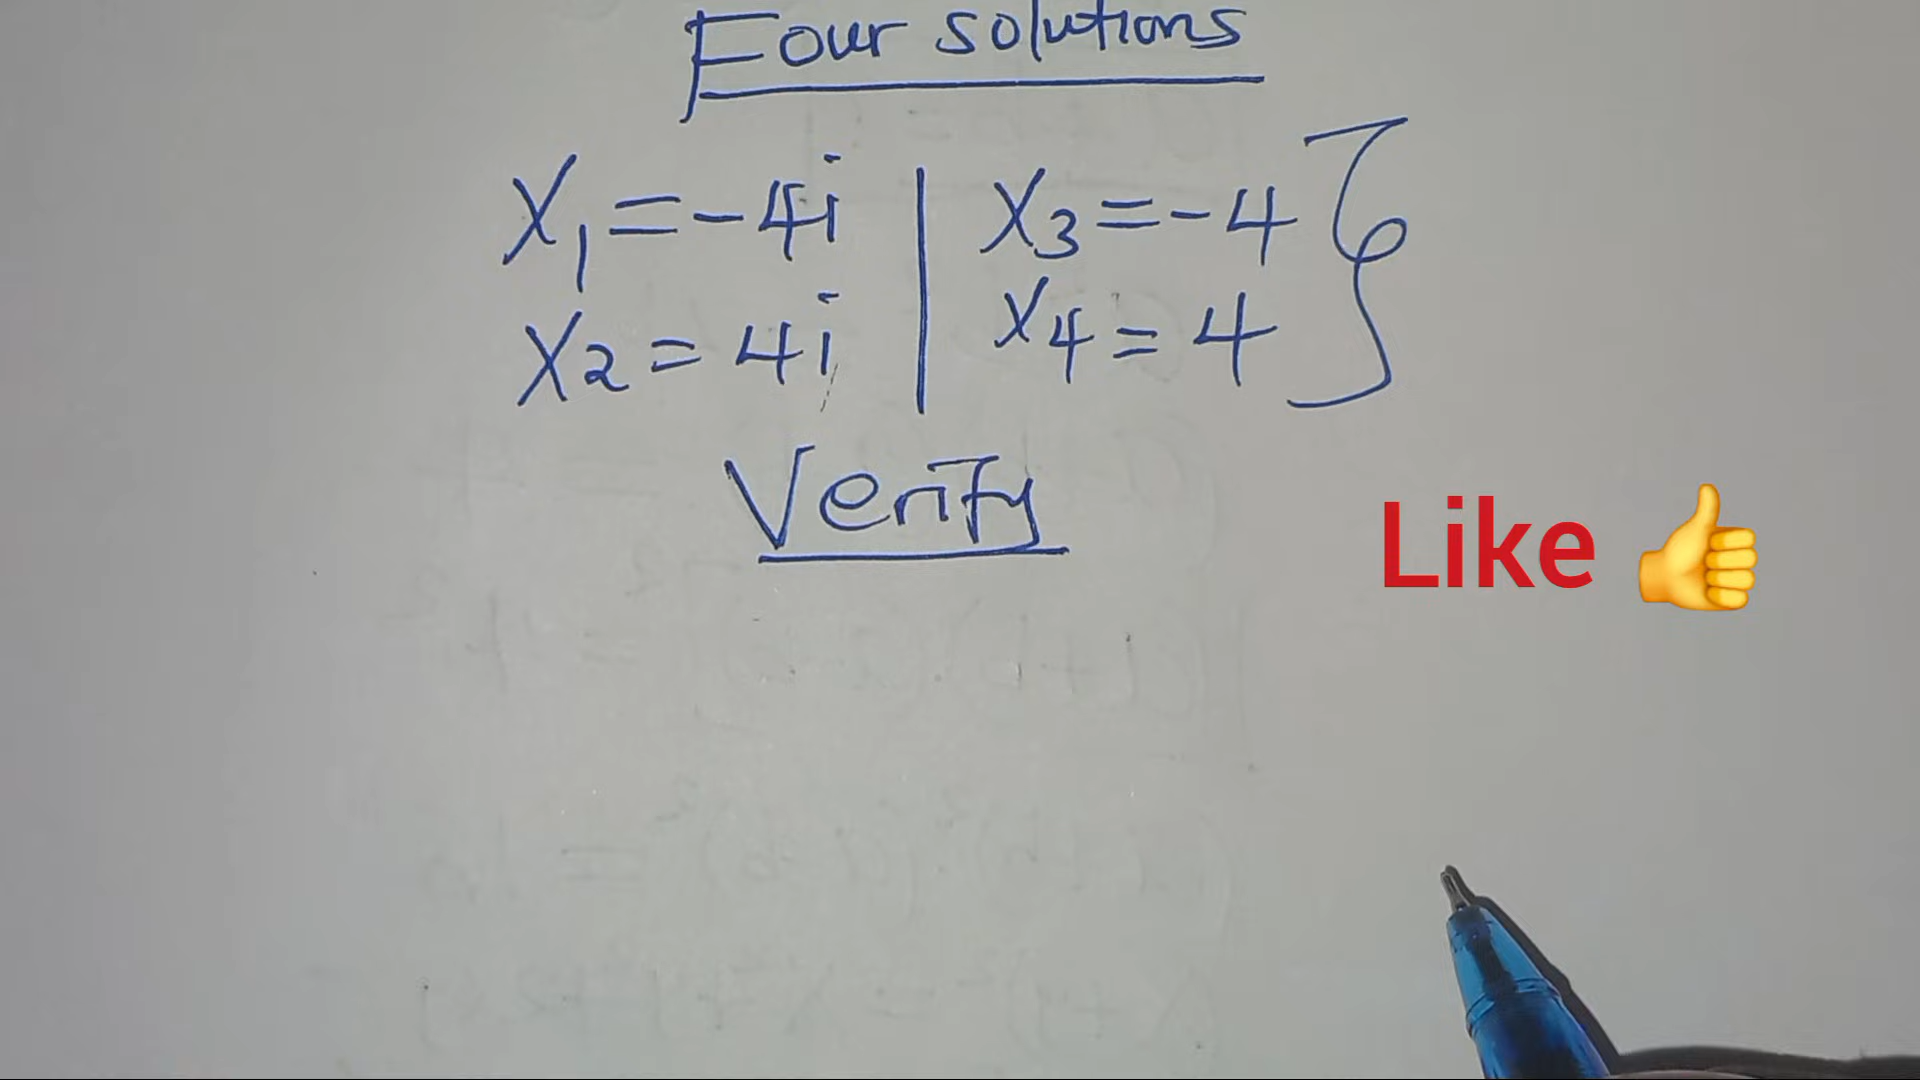 Four solutions
X₁ = -4i | X₃ = -4
X₂ = 4i | X₄ = 4
Verify
Like 👍